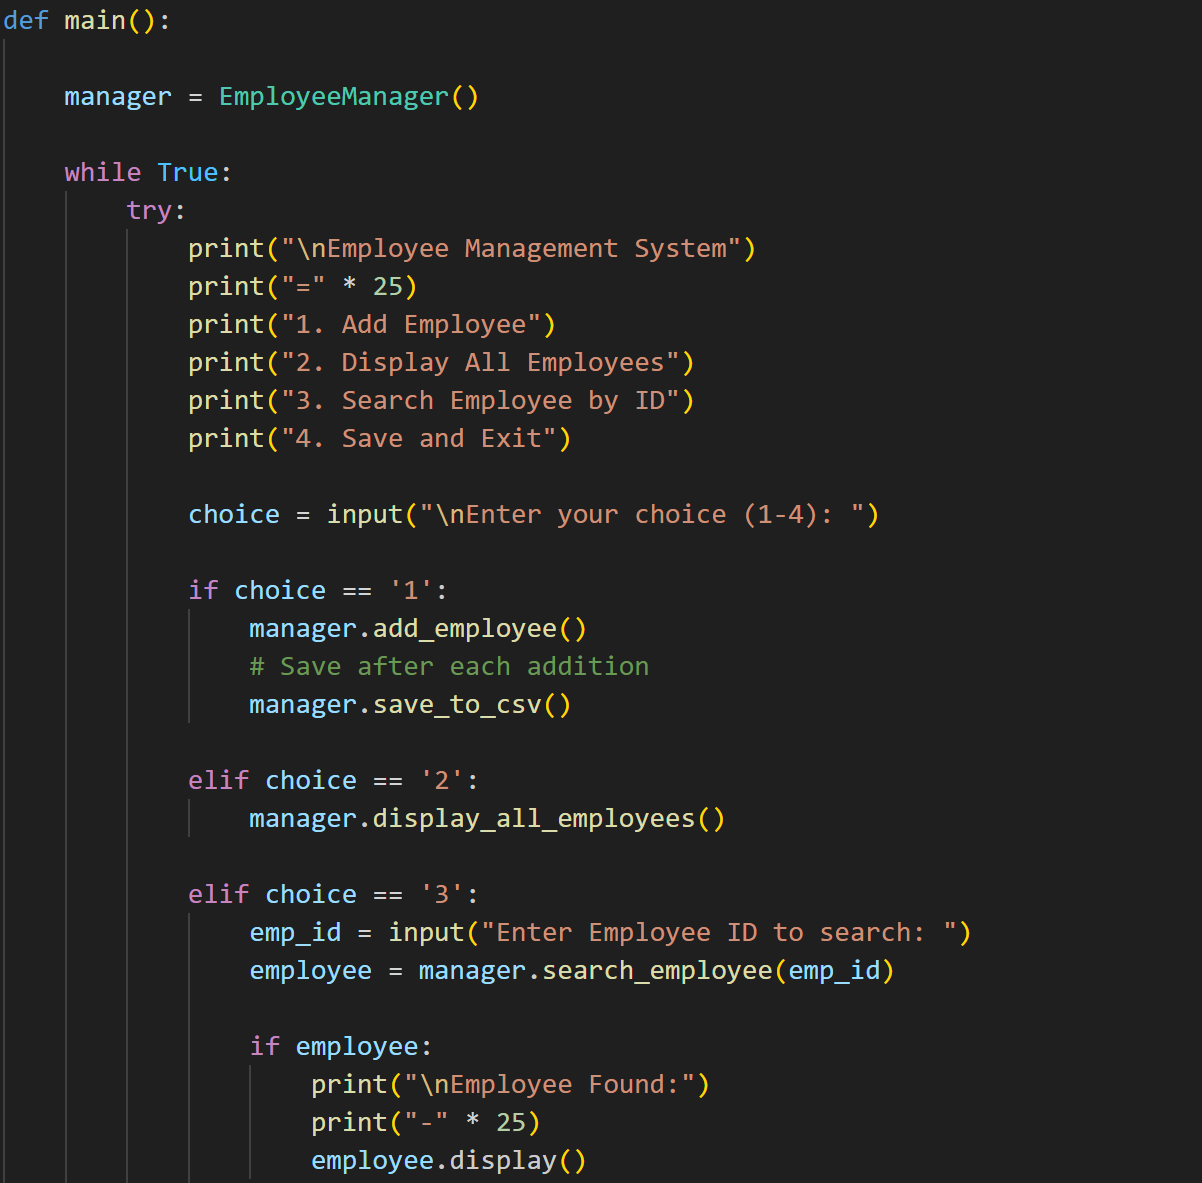 def main():
    manager = EmployeeManager()
    while True:
        try:
            print("\nEmployee Management System")
            print("=" * 25)
            print("1. Add Employee")
            print("2. Display All Employees")
            print("3. Search Employee by ID")
            print("4. Save and Exit")
            choice = input("\nEnter your choice (1-4): ")
            if choice == '1':
                manager.add_employee()
                # Save after each addition
                manager.save_to_csv()
            elif choice == '2':
                manager.display_all_employees()
            elif choice == '3':
                emp_id = input("Enter Employee ID to search: ")
                employee = manager.search_employee(emp_id)
                if employee:
                    print("\nEmployee Found:")
                    print("-" * 25)
                    employee.display()